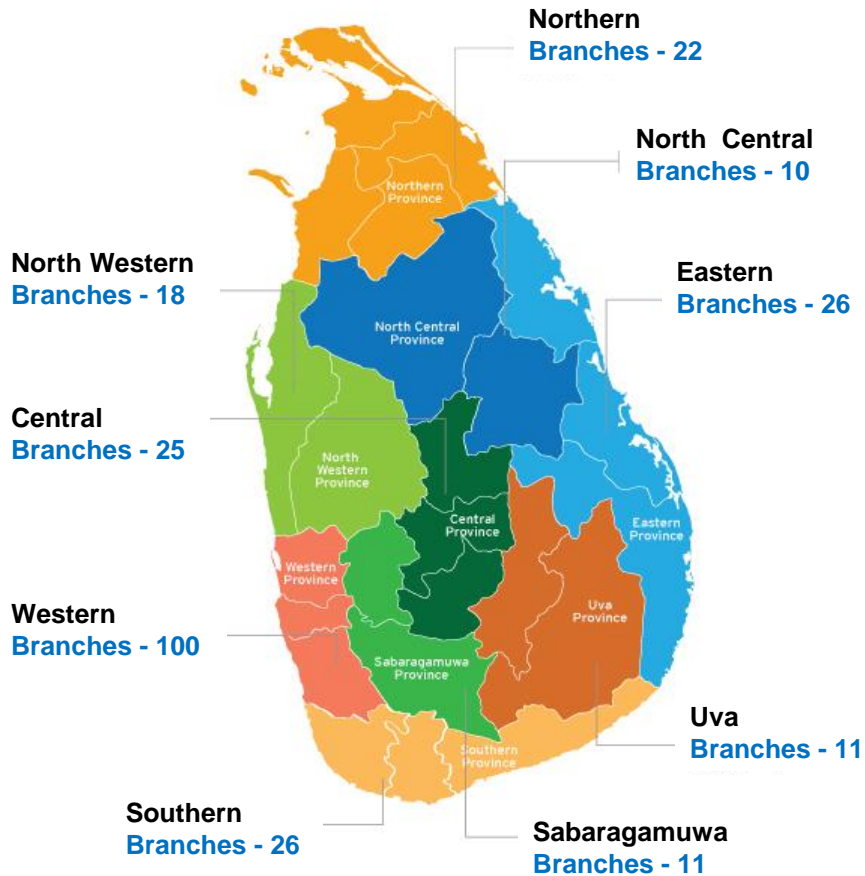 Northern
Branches - 22
North Central
Branches - 10
Northern
Province
North Western
Branches - 18
Eastern
Branches - 26
North Central
Province
Central
Branches - 25
North
Western
Province
Central
Province
Eastern
Province
Western
Province
Western
Branches - 100
Uva
Province
Sabaragamuwa
Province
Uva
Branches - 11
Southern
Province
Southern
Branches - 26
Sabaragamuwa
Branches - 11